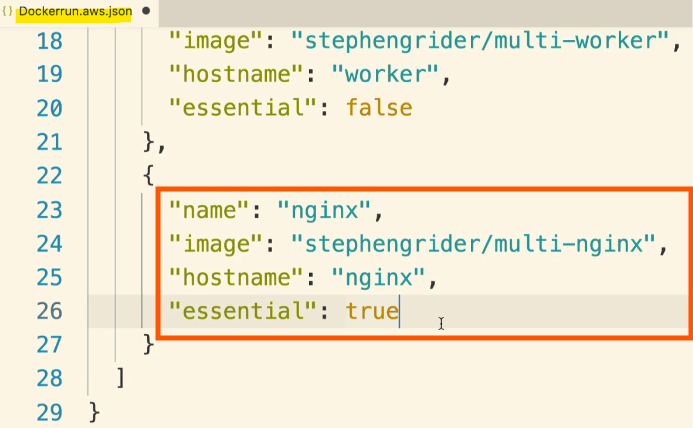 {} Dockerrun.aws.json ●
18 "image": "stephengrider/multi-worker",
19 "hostname": "worker",
20 "essential": false
21 },
22 {
23 "name": "nginx",
24 "image": "stephengrider/multi-nginx",
25 "hostname": "nginx",
26 "essential": true
27 }
28 ]
29 }